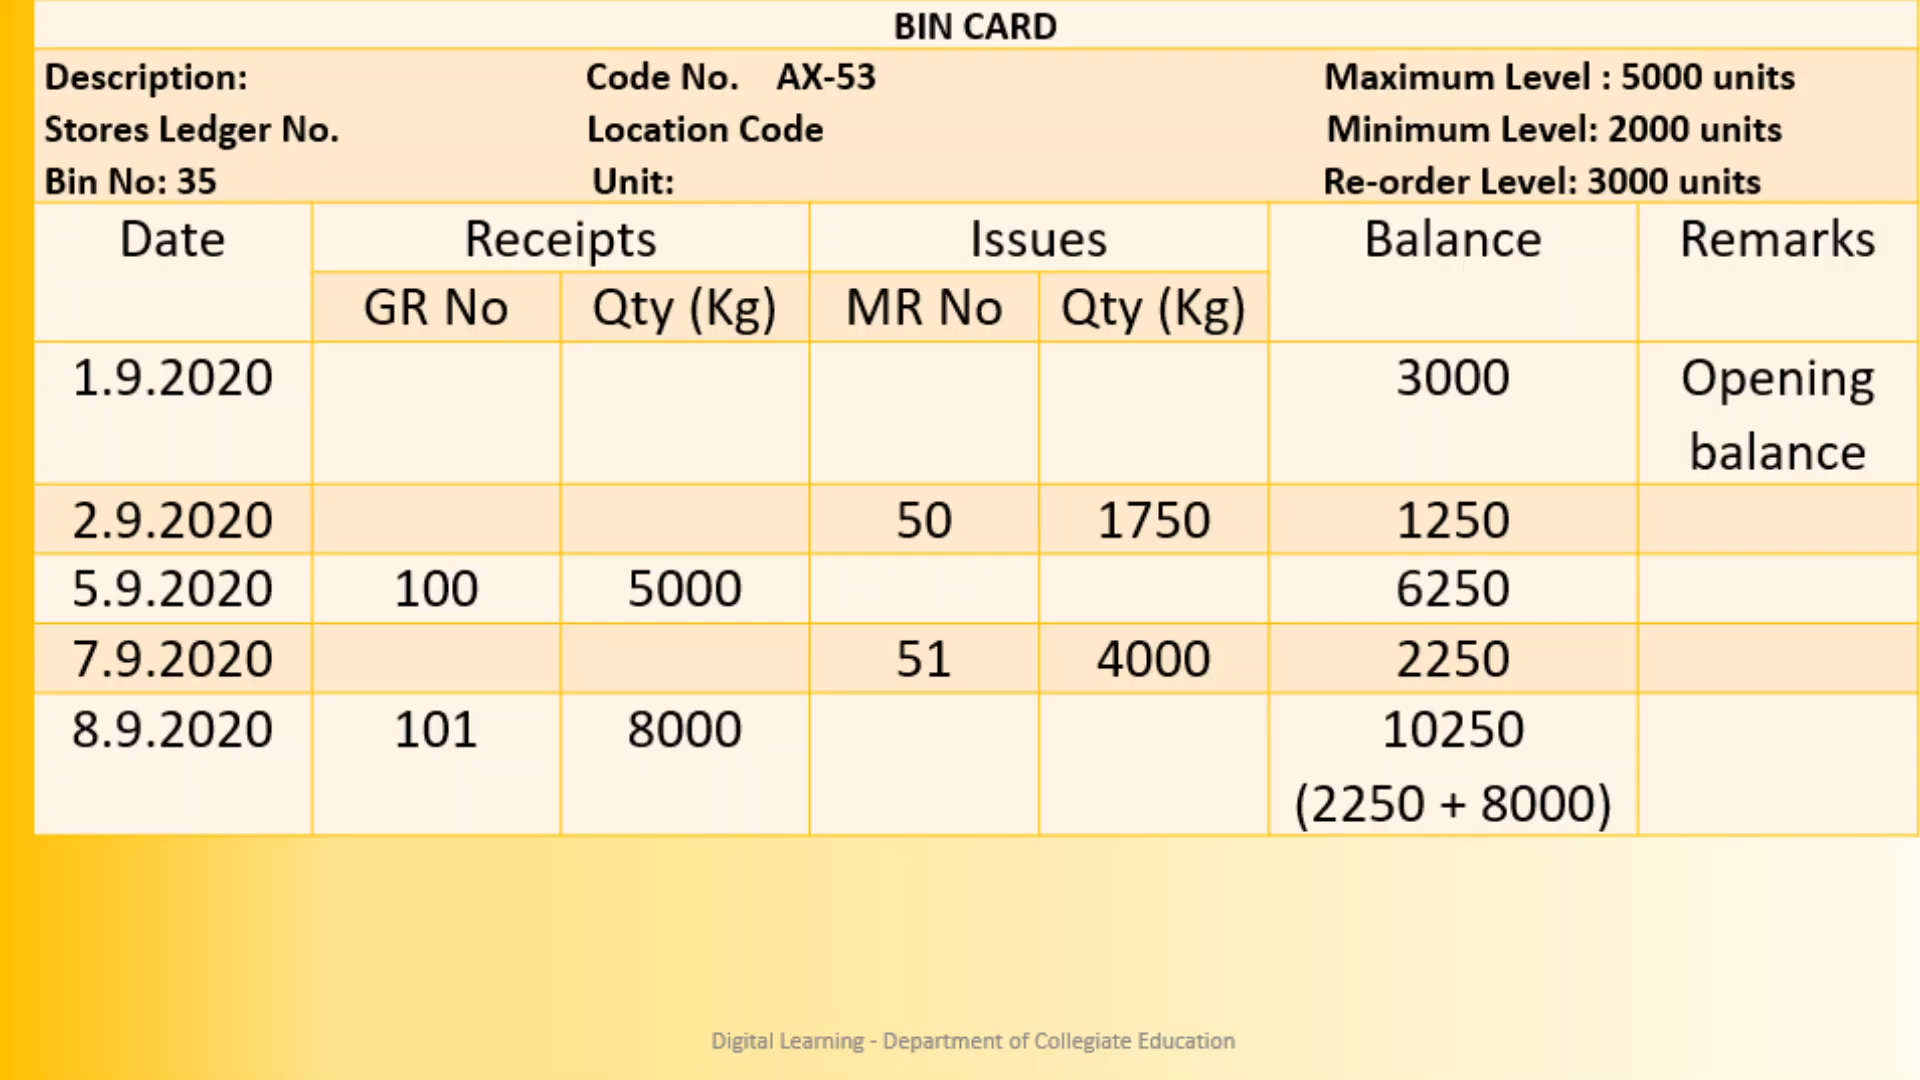 BIN CARD
Description: Code No. AX-53 Maximum Level : 5000 units
Stores Ledger No. Location Code Minimum Level: 2000 units
Bin No: 35 Unit: Re-order Level: 3000 units
Date Receipts Issues Balance Remarks
GR No Qty (Kg) MR No Qty (Kg)
1.9.2020 3000 Opening
balance
2.9.2020 50 1750 1250
5.9.2020 100 5000 6250
7.9.2020 51 4000 2250
8.9.2020 101 8000 10250
(2250 + 8000)
Digital Learning - Department of Collegiate Education